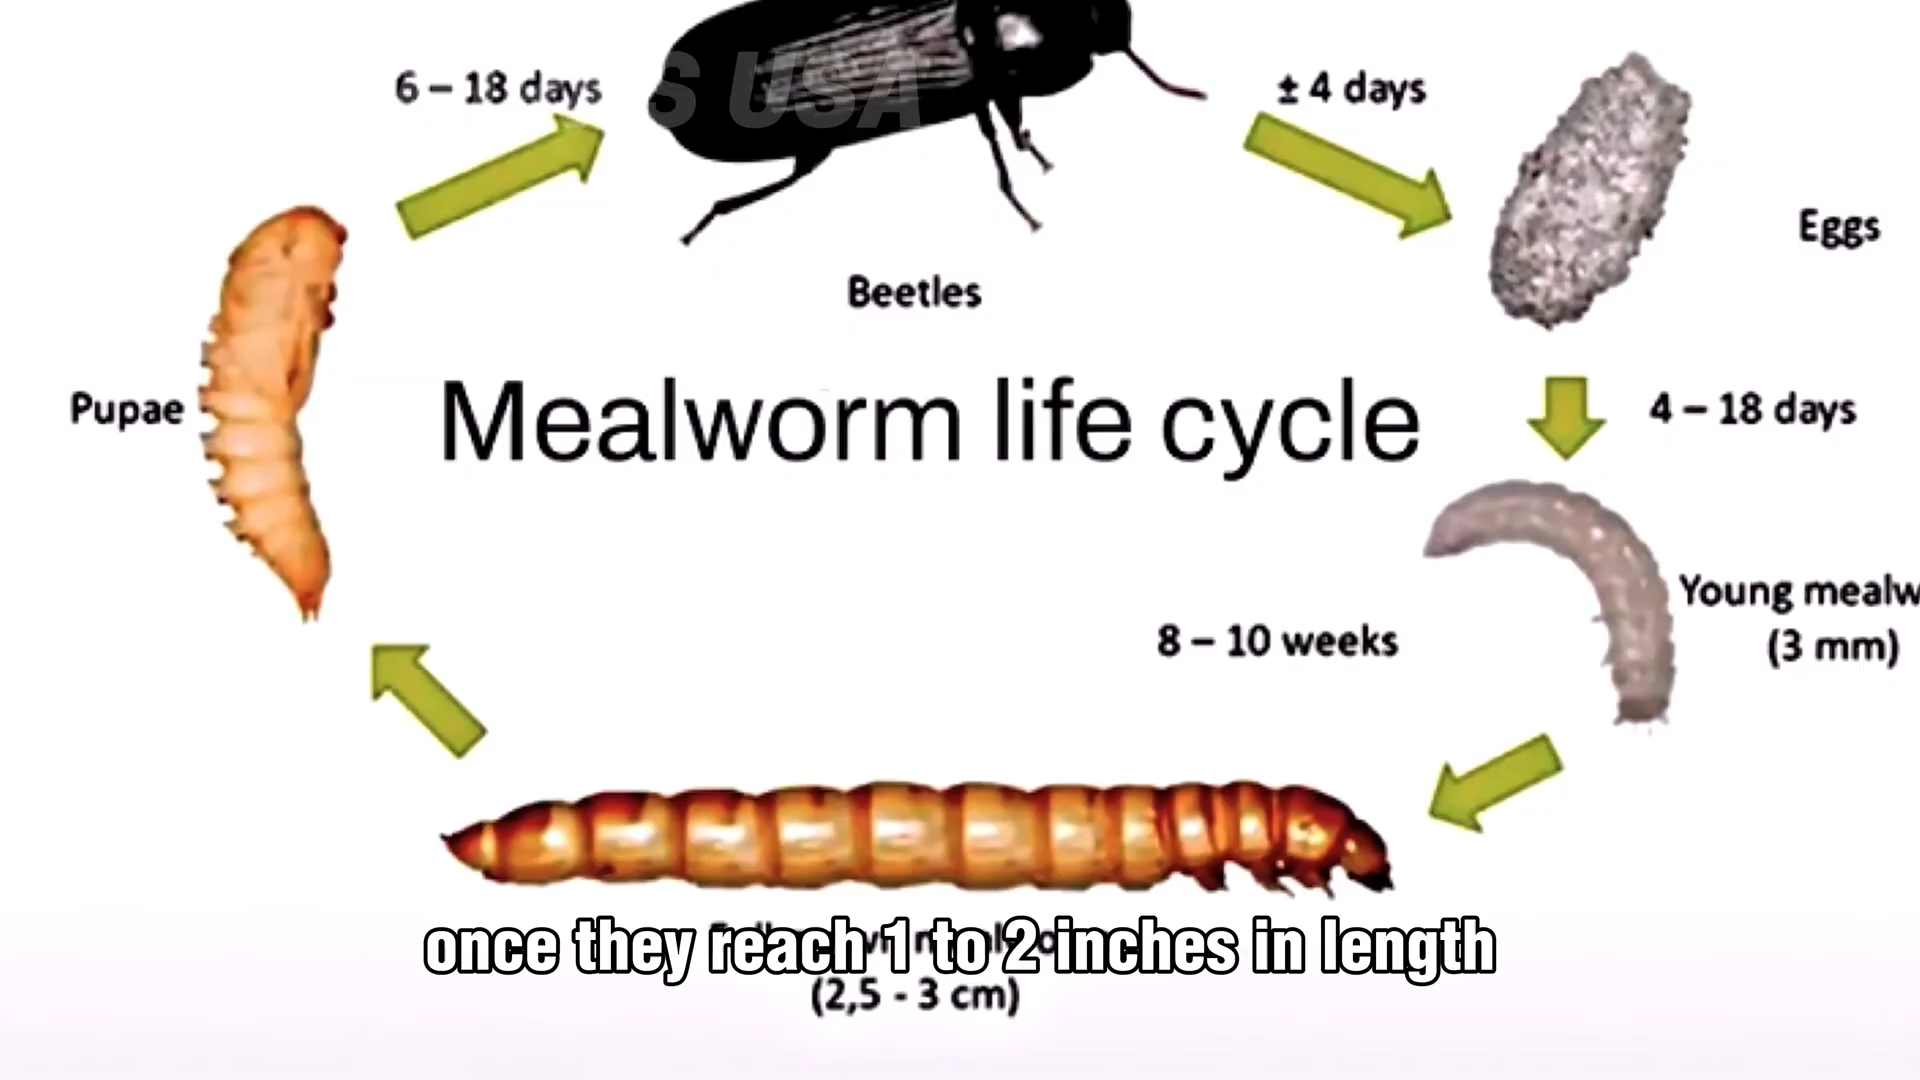 6 – 18 days
S USA
± 4 days
Eggs
Beetles
Pupae
Mealworm life cycle
4 – 18 days
Young mealw
(3 mm)
8 – 10 weeks
once they reach 1 to 2 inches in length
(2,5 - 3 cm)